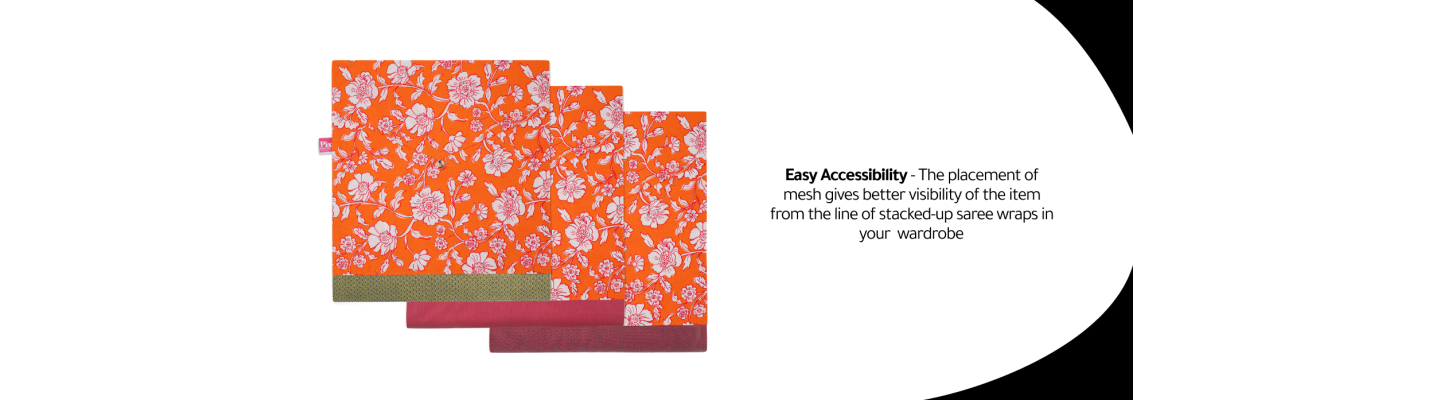 Easy Accessibility - The placement of
mesh gives better visibility of the item
from the line of stacked-up saree wraps in
your wardrobe